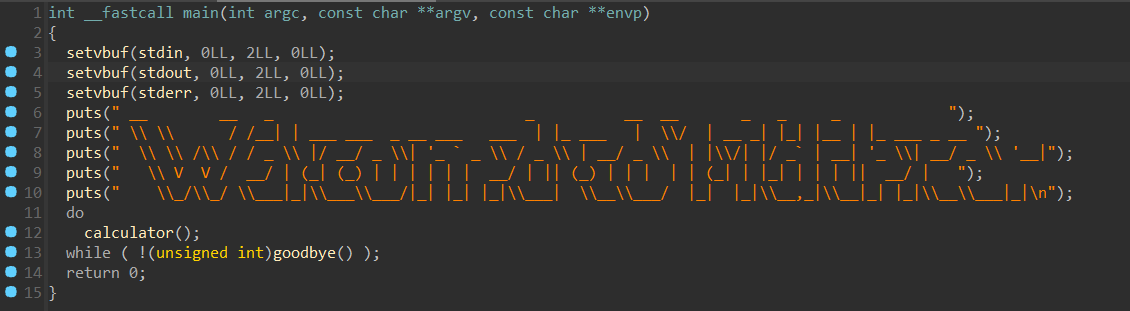 1 int __fastcall main(int argc, const char **argv, const char **envp)
2 {
3   setvbuf(stdin, 0LL, 2LL, 0LL);
4   setvbuf(stdout, 0LL, 2LL, 0LL);
5   setvbuf(stderr, 0LL, 2LL, 0LL);
6   puts(" __        __   _                            _          __  __       _   _     _            ");
7   puts(" \\ \\      / /__| | ___ ___  _ __ ___   ___  | |_ ___   |  \\/  | __ _| |_| |__ | |_ ___ _ __ ");
8   puts("  \\ \\ /\\ / / _ \\ |/ __/ _ \\| '_ ` _ \\ / _ \\ | __/ _ \\  | |\\/| |/ _` | __| '_ \\| __/ _ \\ '__|");
9   puts("   \\ V  V /  __/ | (_| (_) | | | | | |  __/ | || (_) | | |  | | (_| | |_| | | | ||  __/ |   ");
10   puts("    \\_/\\_/ \\___|_|\\___\\___/|_| |_| |_|\\___|  \\__\\___/  |_|  |_|\\__,_|\\__|_| |_|\\__\\___|_|\n");
11   do
12     calculator();
13   while ( !(unsigned int)goodbye() );
14   return 0;
15 }